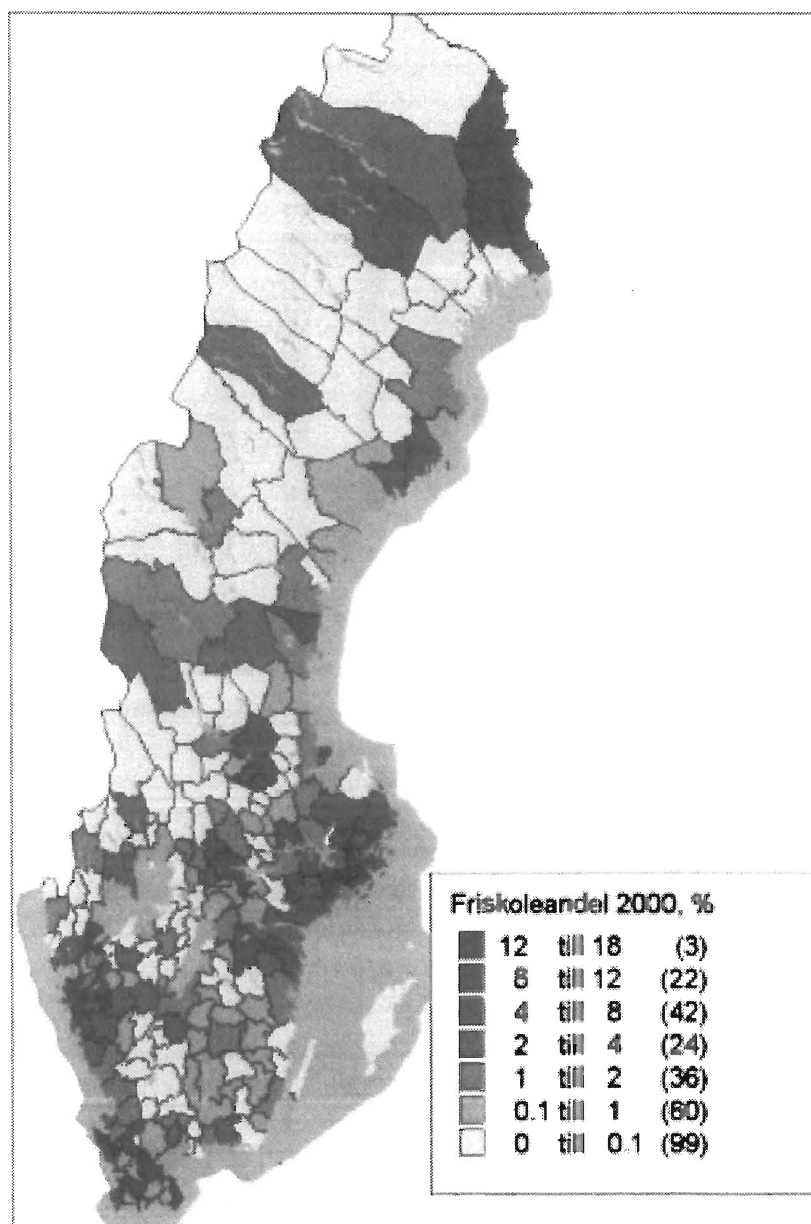 Friskoleandel 2000, %
12 till 18 (3)
8 till 12 (22)
4 till 8 (42)
2 till 4 (24)
1 till 2 (36)
0.1 till 1 (60)
0 till 0.1 (99)